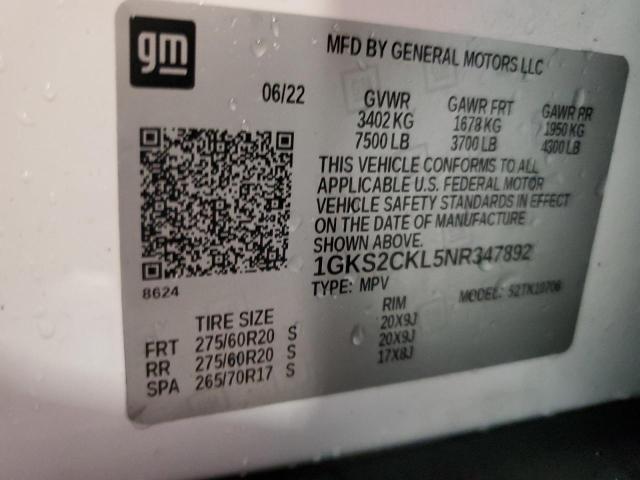 gm
MFD BY GENERAL MOTORS LLC
06/22
GVWR GAWR FRT GAWR RR
3402 KG 1678 KG 1950 KG
7500 LB 3700 LB 4300 LB
THIS VEHICLE CONFORMS TO ALL
APPLICABLE U.S. FEDERAL MOTOR
VEHICLE SAFETY STANDARDS IN EFFECT
ON THE DATE OF MANUFACTURE
SHOWN ABOVE.
1GKS2CKL5NR347892
8624
TYPE: MPV MODEL: S2TK10706
TIRE SIZE RIM
FRT 275/60R20 S 20X9J
RR 275/60R20 S 20X9J
SPA 265/70R17 S 17X8J